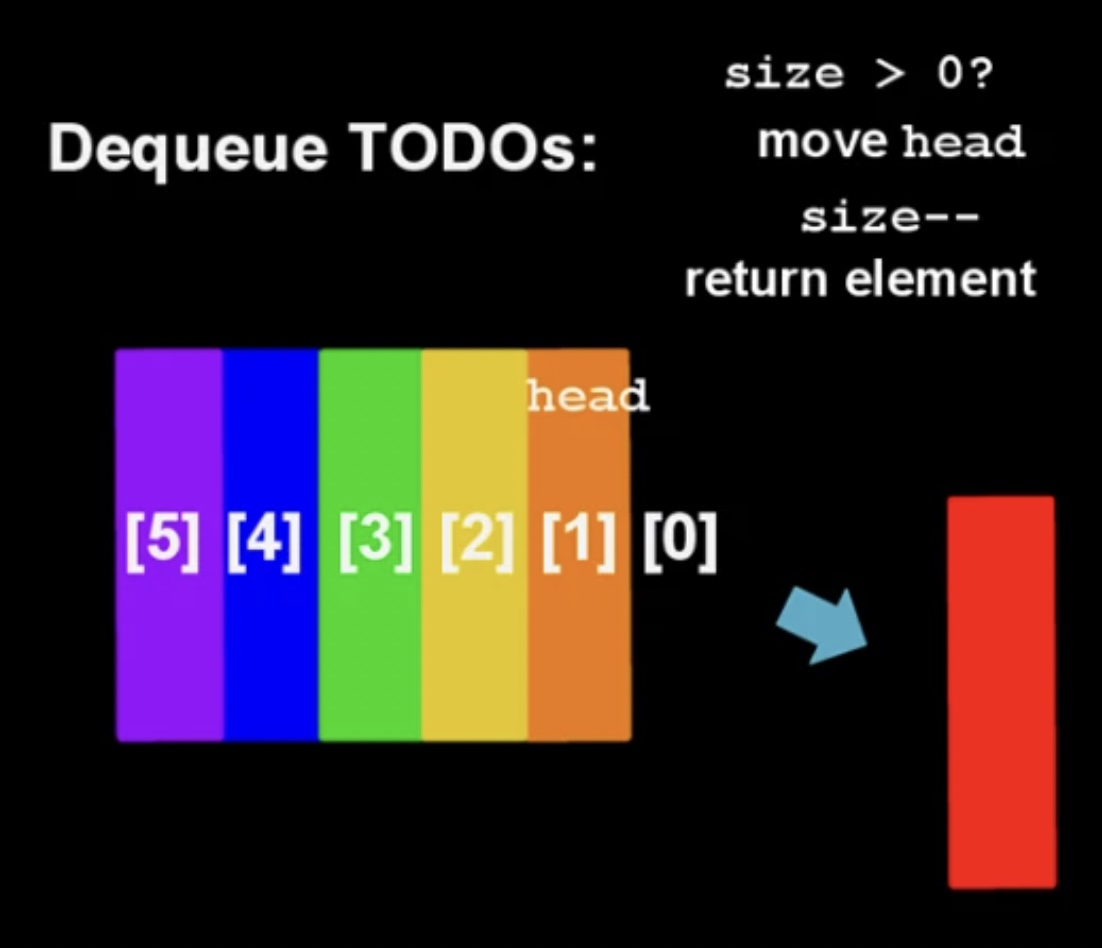 Dequeue TODOs:
size > 0?
move head
size--
return element
head
[5] [4] [3] [2] [1] [0]